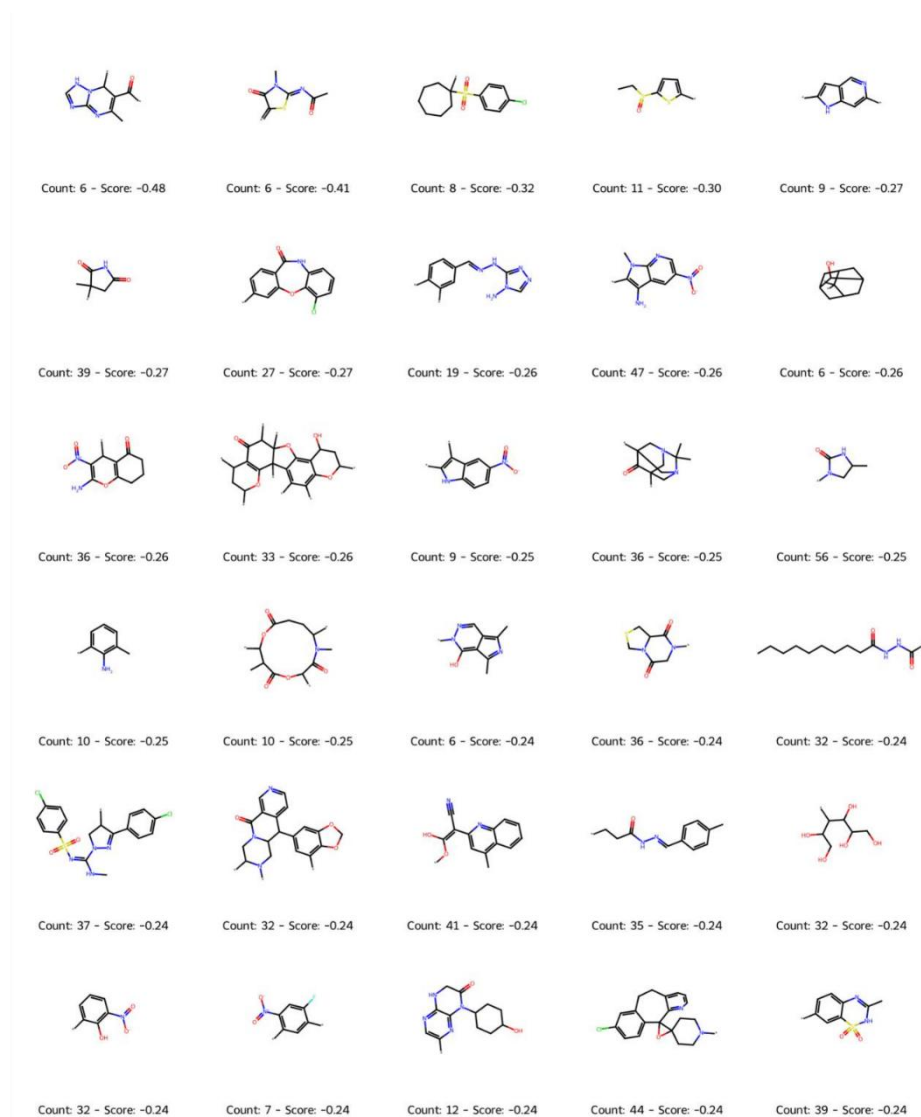 Count: 6 - Score: -0.48
Count: 6 - Score: -0.41
Count: 8 - Score: -0.32
Count: 11 - Score: -0.30
Count: 9 - Score: -0.27
Count: 39 - Score: -0.27
Count: 27 - Score: -0.27
Count: 19 - Score: -0.26
Count: 47 - Score: -0.26
Count: 6 - Score: -0.26
Count: 36 - Score: -0.26
Count: 33 - Score: -0.26
Count: 9 - Score: -0.25
Count: 36 - Score: -0.25
Count: 56 - Score: -0.25
Count: 10 - Score: -0.25
Count: 10 - Score: -0.25
Count: 6 - Score: -0.24
Count: 36 - Score: -0.24
Count: 32 - Score: -0.24
Count: 37 - Score: -0.24
Count: 32 - Score: -0.24
Count: 41 - Score: -0.24
Count: 35 - Score: -0.24
Count: 32 - Score: -0.24
Count: 32 - Score: -0.24
Count: 7 - Score: -0.24
Count: 12 - Score: -0.24
Count: 44 - Score: -0.24
Count: 39 - Score: -0.24